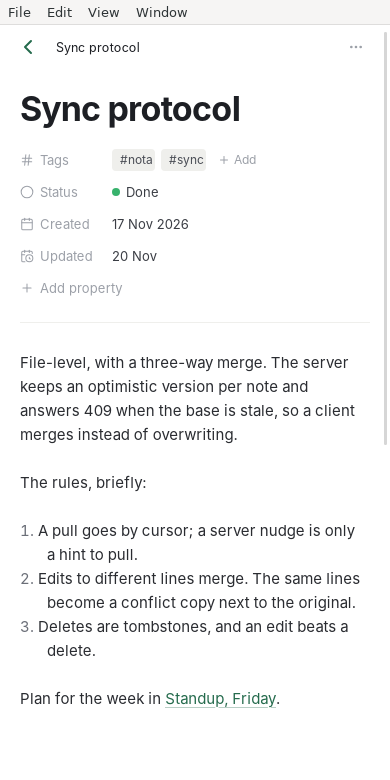 File Edit View Window
Sync protocol
Sync protocol
Tags #nota #sync + Add
Status Done
Created 17 Nov 2026
Updated 20 Nov
+ Add property
File-level, with a three-way merge. The server
keeps an optimistic version per note and
answers 409 when the base is stale, so a client
merges instead of overwriting.
The rules, briefly:
1. A pull goes by cursor; a server nudge is only
a hint to pull.
2. Edits to different lines merge. The same lines
become a conflict copy next to the original.
3. Deletes are tombstones, and an edit beats a
delete.
Plan for the week in Standup, Friday.